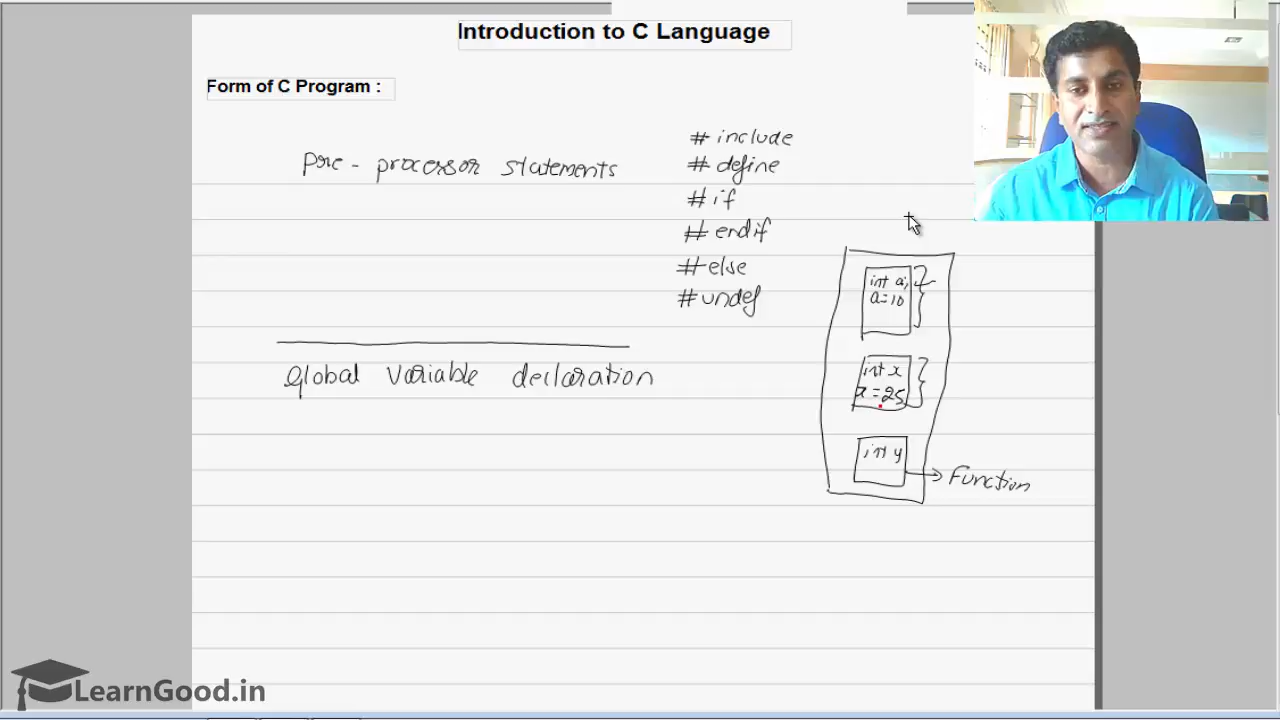 Introduction to C Language
Form of C Program :
Pre - processor statements
# include
# define
# if
# endif
# else
# undef
int a;
a=10
global variable declaration
int x
x = 25
int y
Function
LearnGood.in